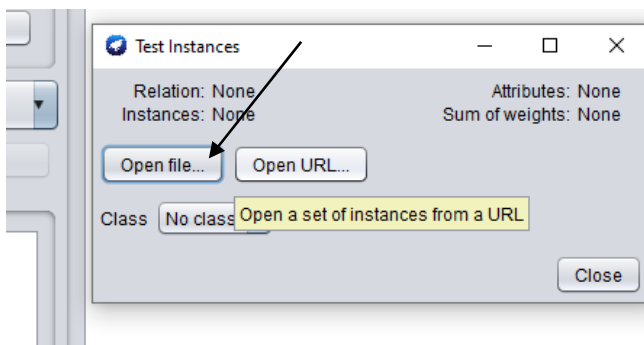 Test Instances
Relation: None Attributes: None
Instances: None Sum of weights: None
Open file... Open URL...
Class No class Open a set of instances from a URL
Close